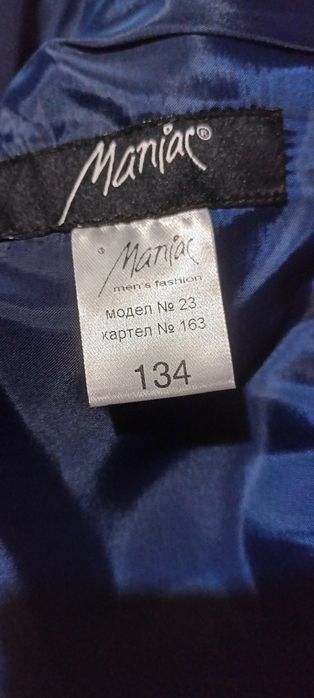 Maniac®
® Maniac
men's fashion
модел № 23
картел № 163
134